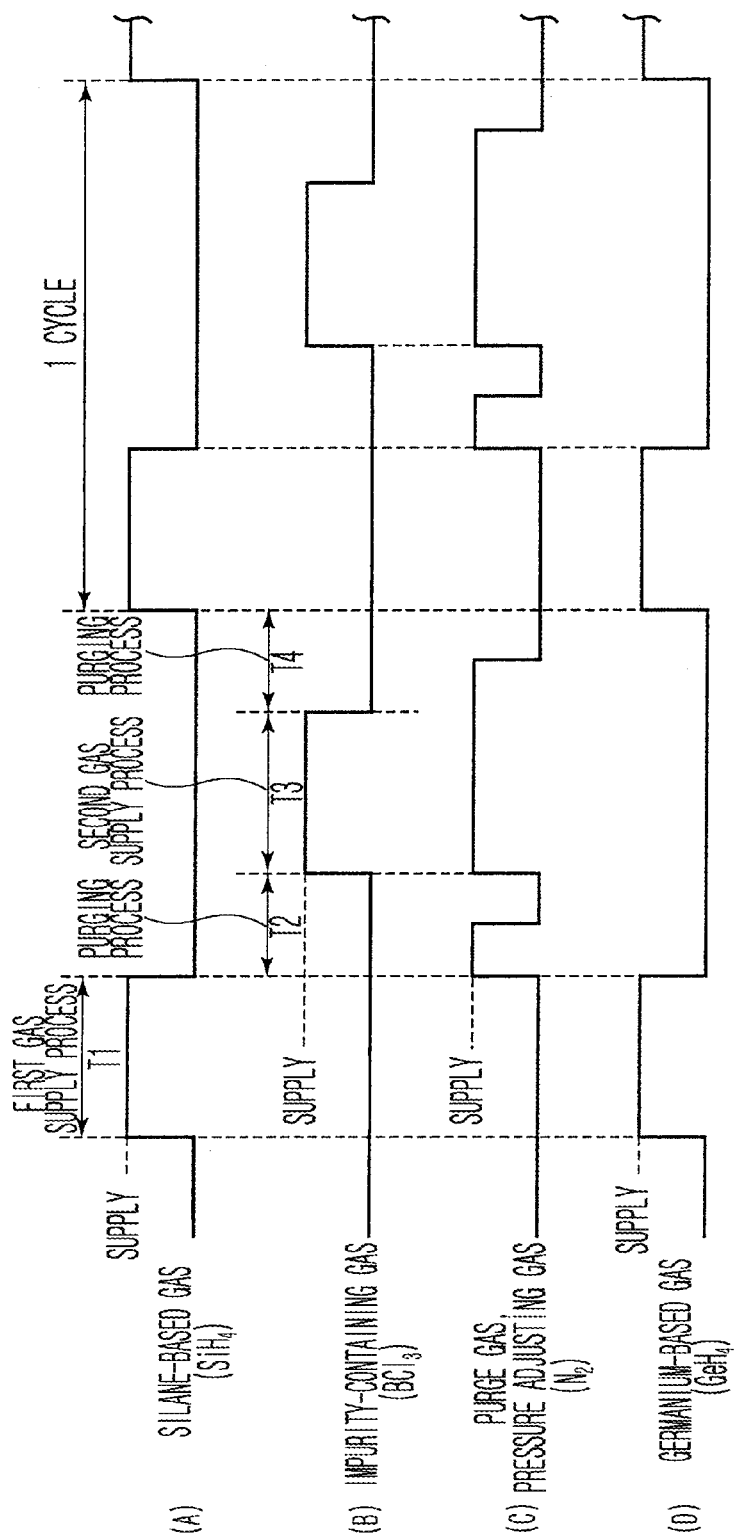 FIRST GAS
SUPPLY PROCESS
T1
PURGING
PROCESS
T2
SECOND GAS
SUPPLY PROCESS
T3
PURGING
PROCESS
T4
1 CYCLE
(A)
SILANE-BASED GAS
(SiH₄)
SUPPLY
(B)
IMPURITY-CONTAINING GAS
(BCl₃)
SUPPLY
(C)
PURGE GAS,
PRESSURE ADJUSTING GAS
(N₂)
SUPPLY
(D)
GERMANIUM-BASED GAS
(GeH₄)
SUPPLY